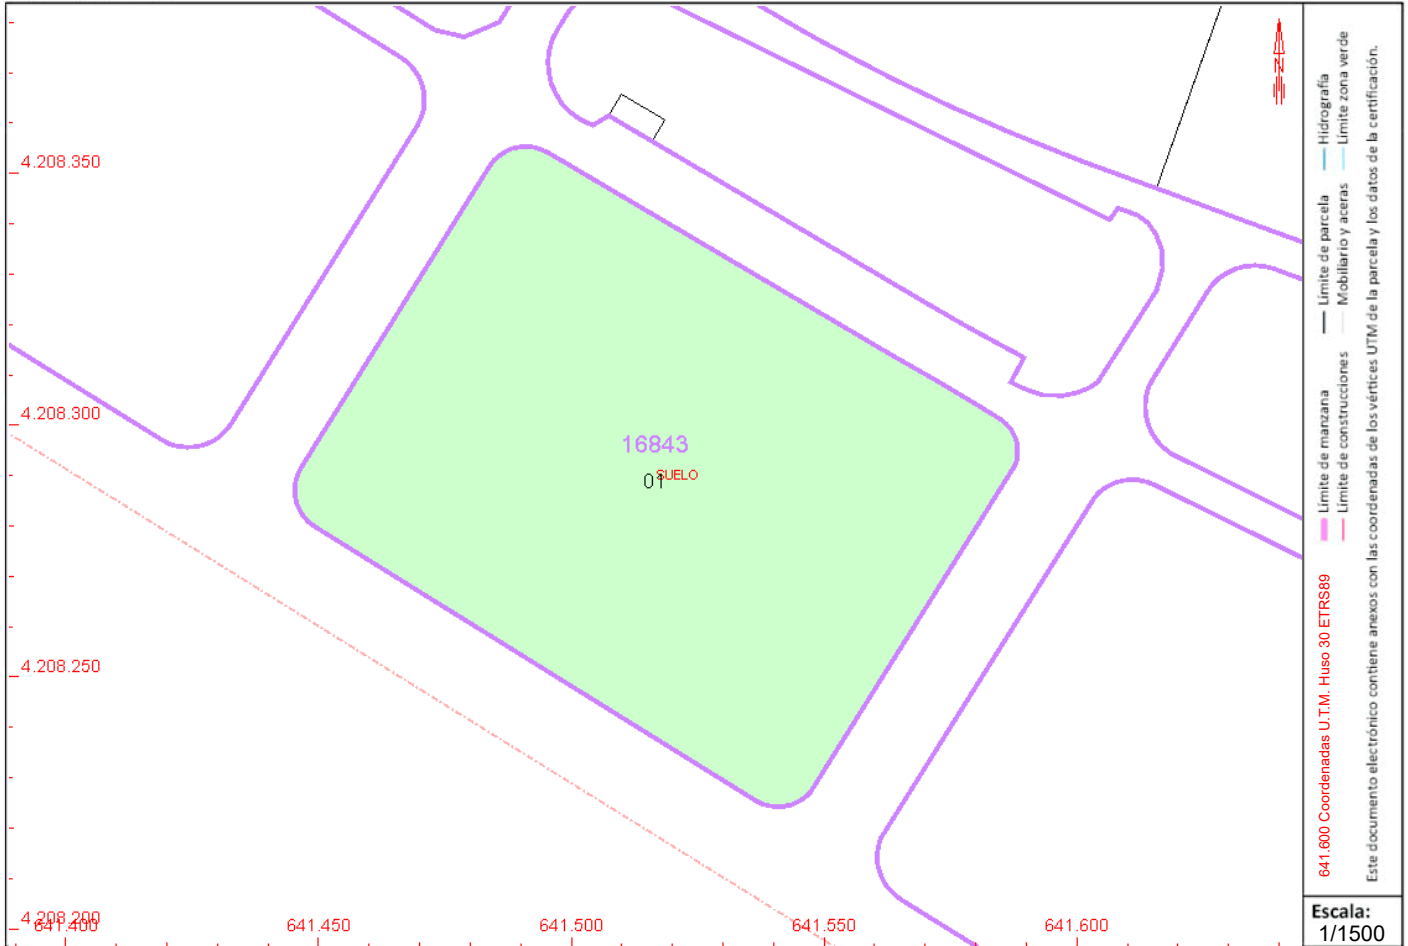 4.208.350
4.208.300
16843
SUELO
01
4.208.250
4.208.200
641.400
641.450
641.500
641.550
641.600
N
Límite de manzana
Límite de parcela
Hidrografía
Límite de construcciones
Mobiliario y aceras
Límite zona verde
641.600 Coordenadas U.T.M. Huso 30 ETRS89
Este documento electrónico contiene anexos con las coordenadas de los vértices UTM de la parcela y los datos de la certificación.
Escala:
1/1500